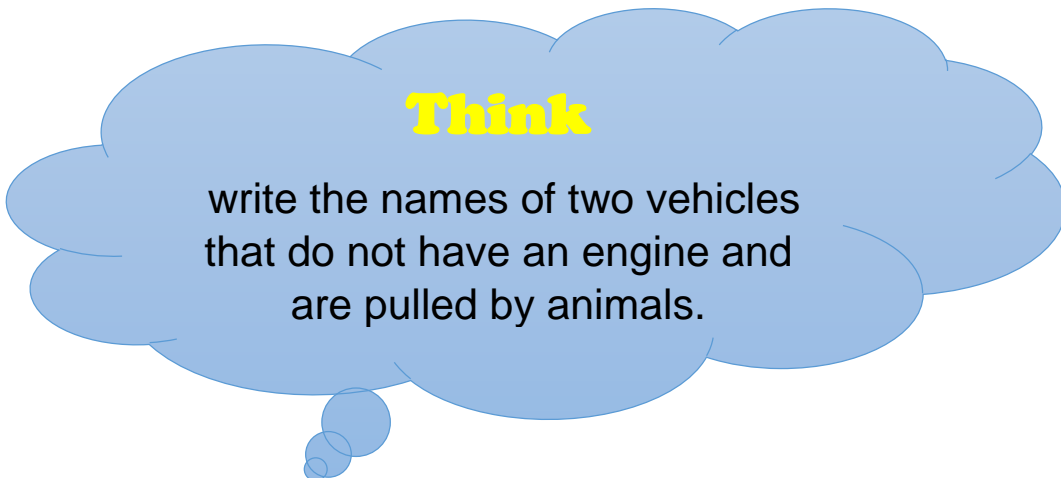 Think
write the names of two vehicles
that do not have an engine and
are pulled by animals.